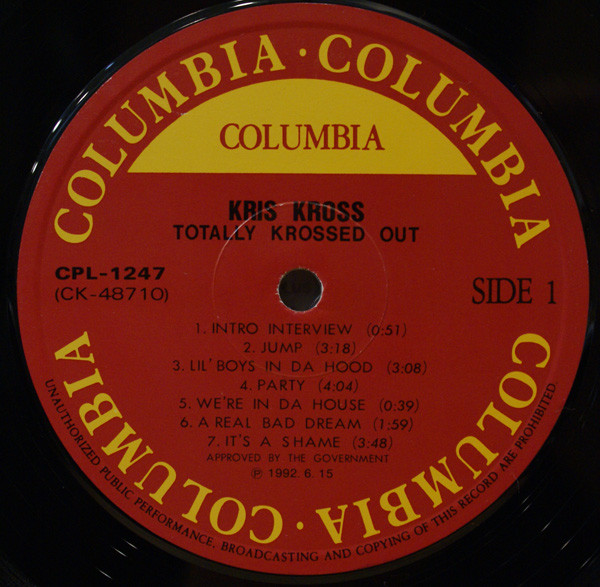 COLUMBIA · COLUMBIA
COLUMBIA
KRIS KROSS
TOTALLY KROSSED OUT
CPL-1247
(CK-48710)
SIDE 1
1. INTRO INTERVIEW (0:51)
2. JUMP (3:18)
3. LIL' BOYS IN DA HOOD (3:08)
4. PARTY (4:04)
5. WE'RE IN DA HOUSE (0:39)
6. A REAL BAD DREAM (1:59)
7. IT'S A SHAME (3:48)
APPROVED BY THE GOVERNMENT
℗ 1992. 6. 15
COLUMBIA · COLUMBIA
UNAUTHORIZED PUBLIC PERFORMANCE, BROADCASTING AND COPYING OF THIS RECORD ARE PROHIBITED